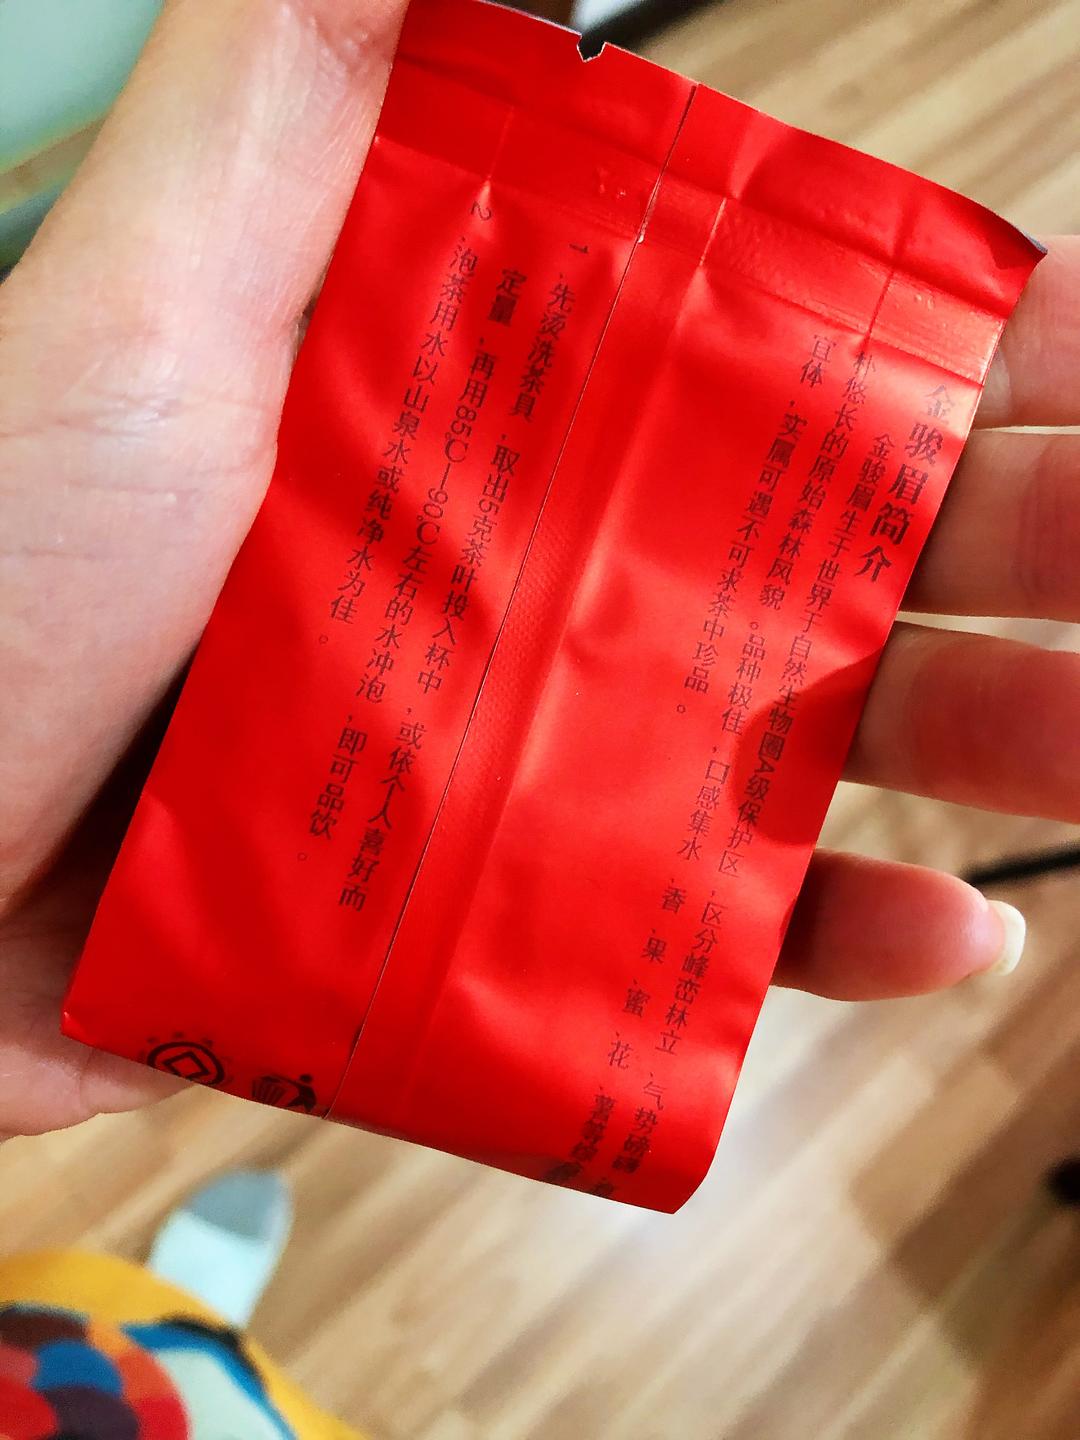 金骏眉简介
金骏眉生于世界于自然生物圈A级保护区,区分峰峦林立、气势磅礴、
朴悠长的原始森林风貌。品种极佳,口感集水、香、果、蜜、花、薯等综合
宜体,实属可遇不可求茶中珍品。
1、先烫洗茶具,取出5克茶叶投入杯中,或依个人喜好而
定量,再用85℃—90℃左右的水冲泡,即可品饮。
2、泡茶用水以山泉水或纯净水为佳。